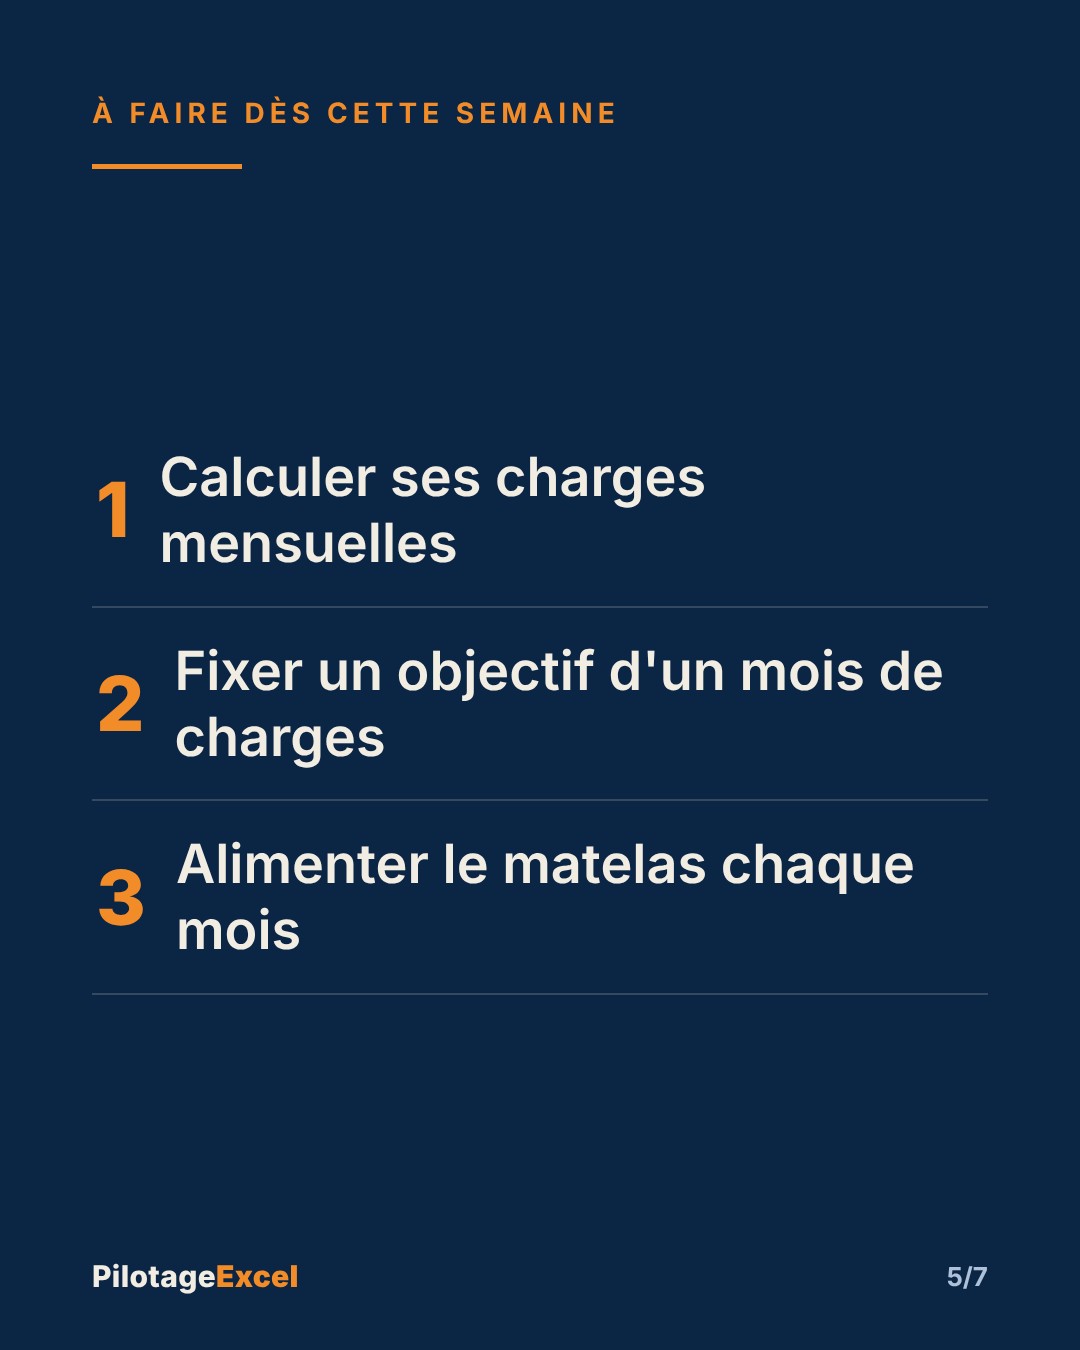 À FAIRE DÈS CETTE SEMAINE
1 Calculer ses charges
mensuelles
2 Fixer un objectif d'un mois de
charges
3 Alimenter le matelas chaque
mois
PilotageExcel 5/7